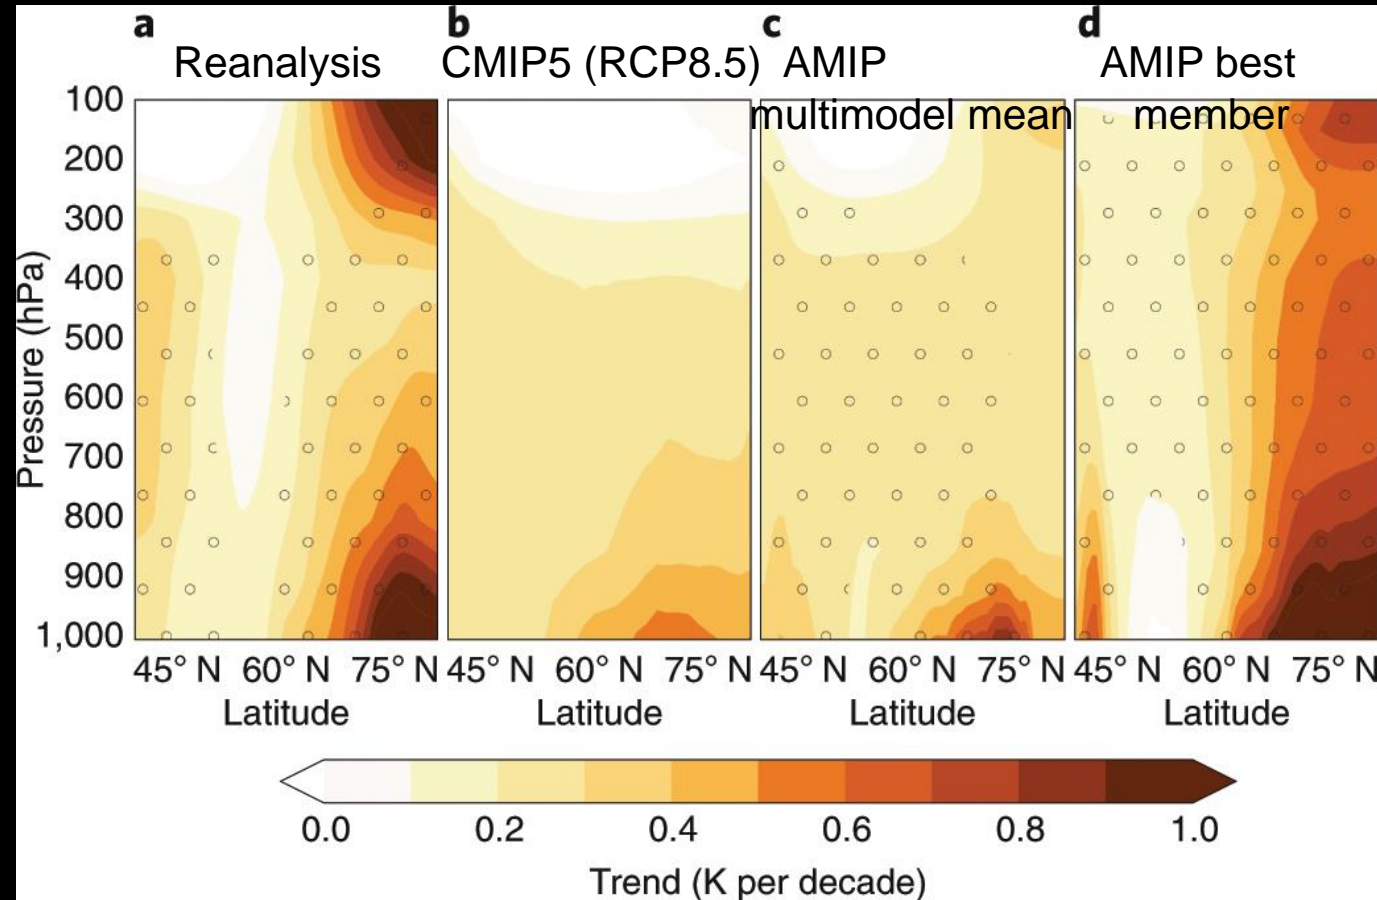 a b c d
Reanalysis CMIP5 (RCP8.5) AMIP AMIP best
multimodel mean member
100
200
300
400
500
600
700
800
900
1,000
Pressure (hPa)
45° N 60° N 75° N 45° N 60° N 75° N 45° N 60° N 75° N 45° N 60° N 75° N
Latitude Latitude Latitude Latitude
0.0 0.2 0.4 0.6 0.8 1.0
Trend (K per decade)